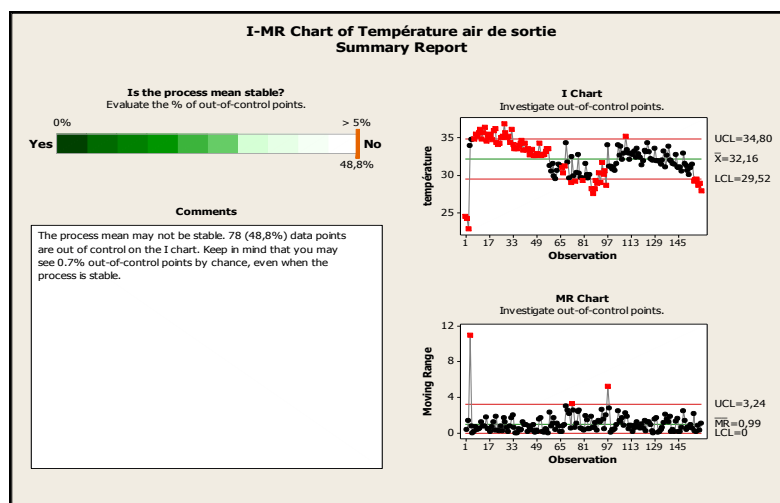 I-MR Chart of Température air de sortie
Summary Report
Is the process mean stable?
Evaluate the % of out-of-control points.
0%
> 5%
Yes
No
48,8%
Comments
The process mean may not be stable. 78 (48,8%) data points
are out of control on the I chart. Keep in mind that you may
see 0.7% out-of-control points by chance, even when the
process is stable.
I Chart
Investigate out-of-control points.
35
30
25
température
UCL=34,80
X=32,16
LCL=29,52
1 17 33 49 65 81 97 113 129 145
Observation
MR Chart
Investigate out-of-control points.
12
8
4
0
Moving Range
UCL=3,24
MR=0,99
LCL=0
1 17 33 49 65 81 97 113 129 145
Observation